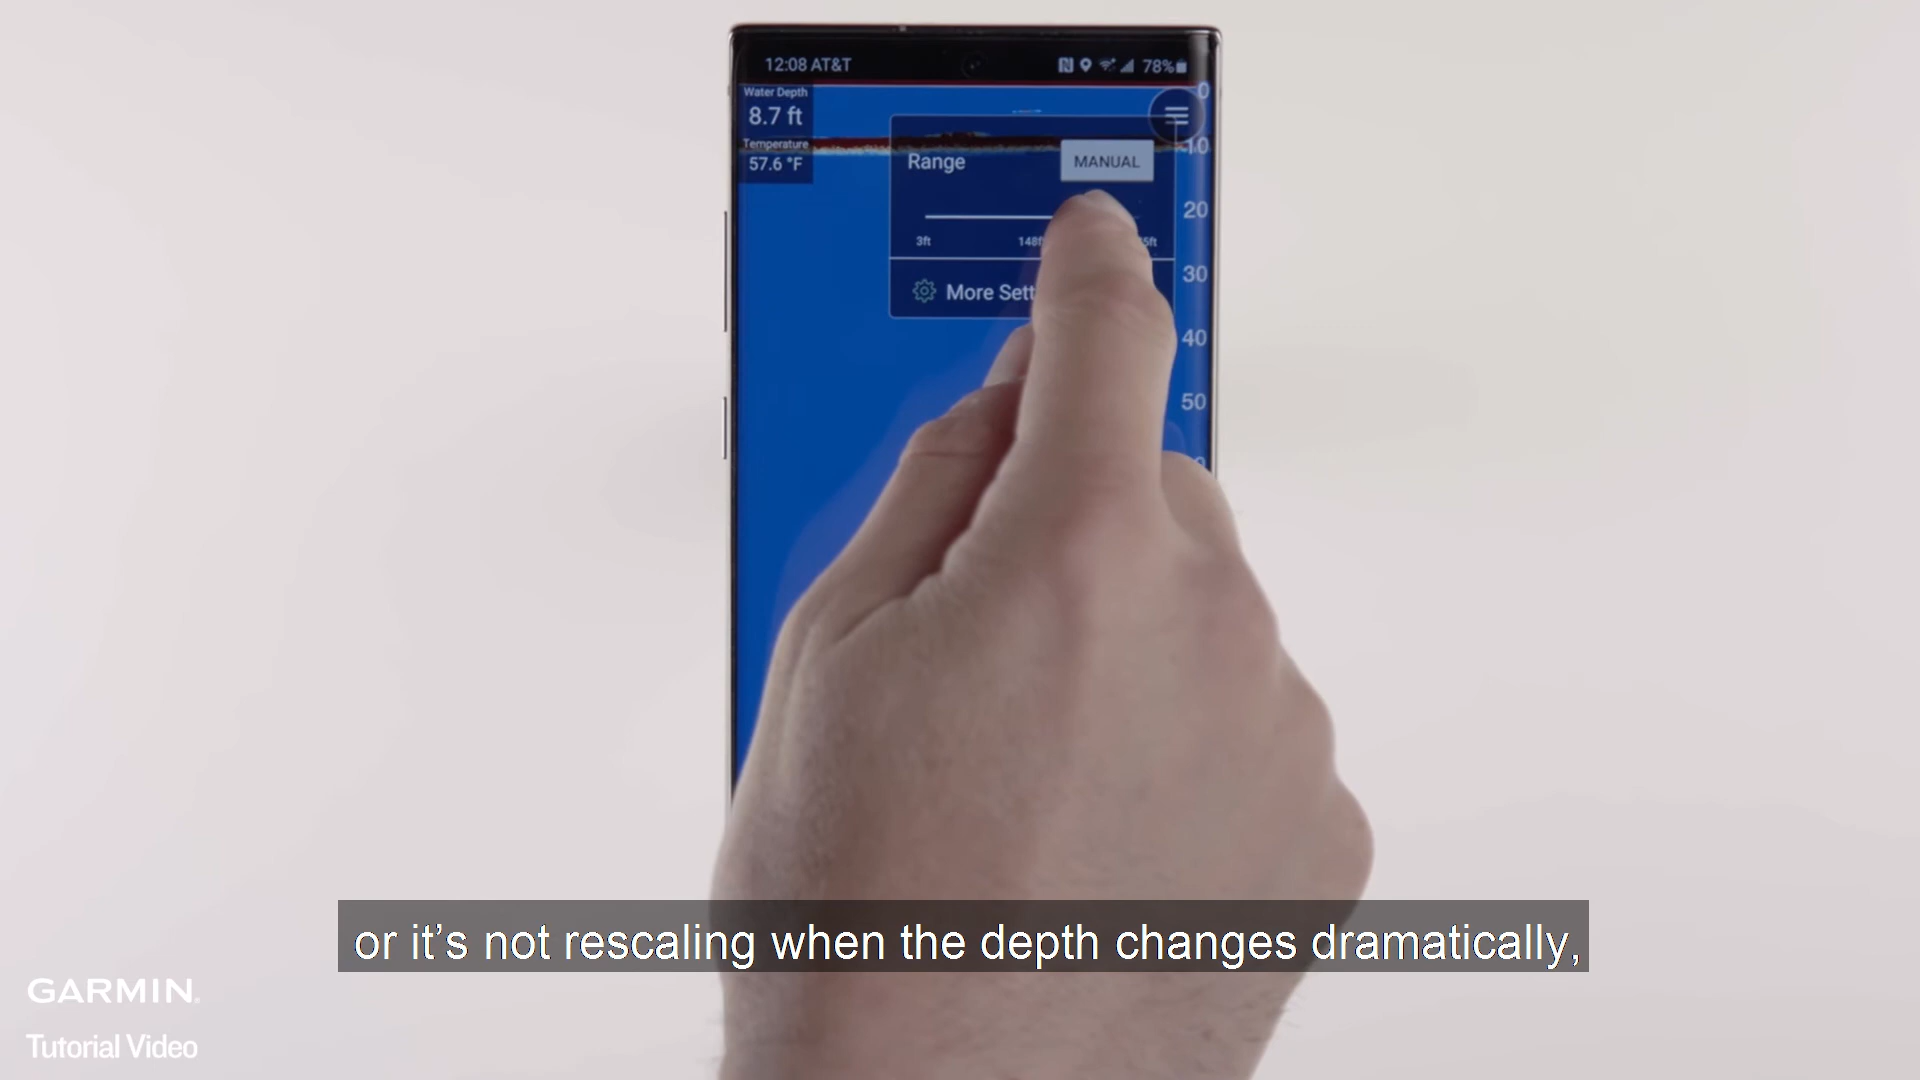 12:08 AT&T
78%
Water Depth
8.7 ft
Temperature
57.6 °F
Range
MANUAL
3ft
More
0
10
20
30
40
50
or it's not rescaling when the depth changes dramatically,
GARMIN®
Tutorial Video